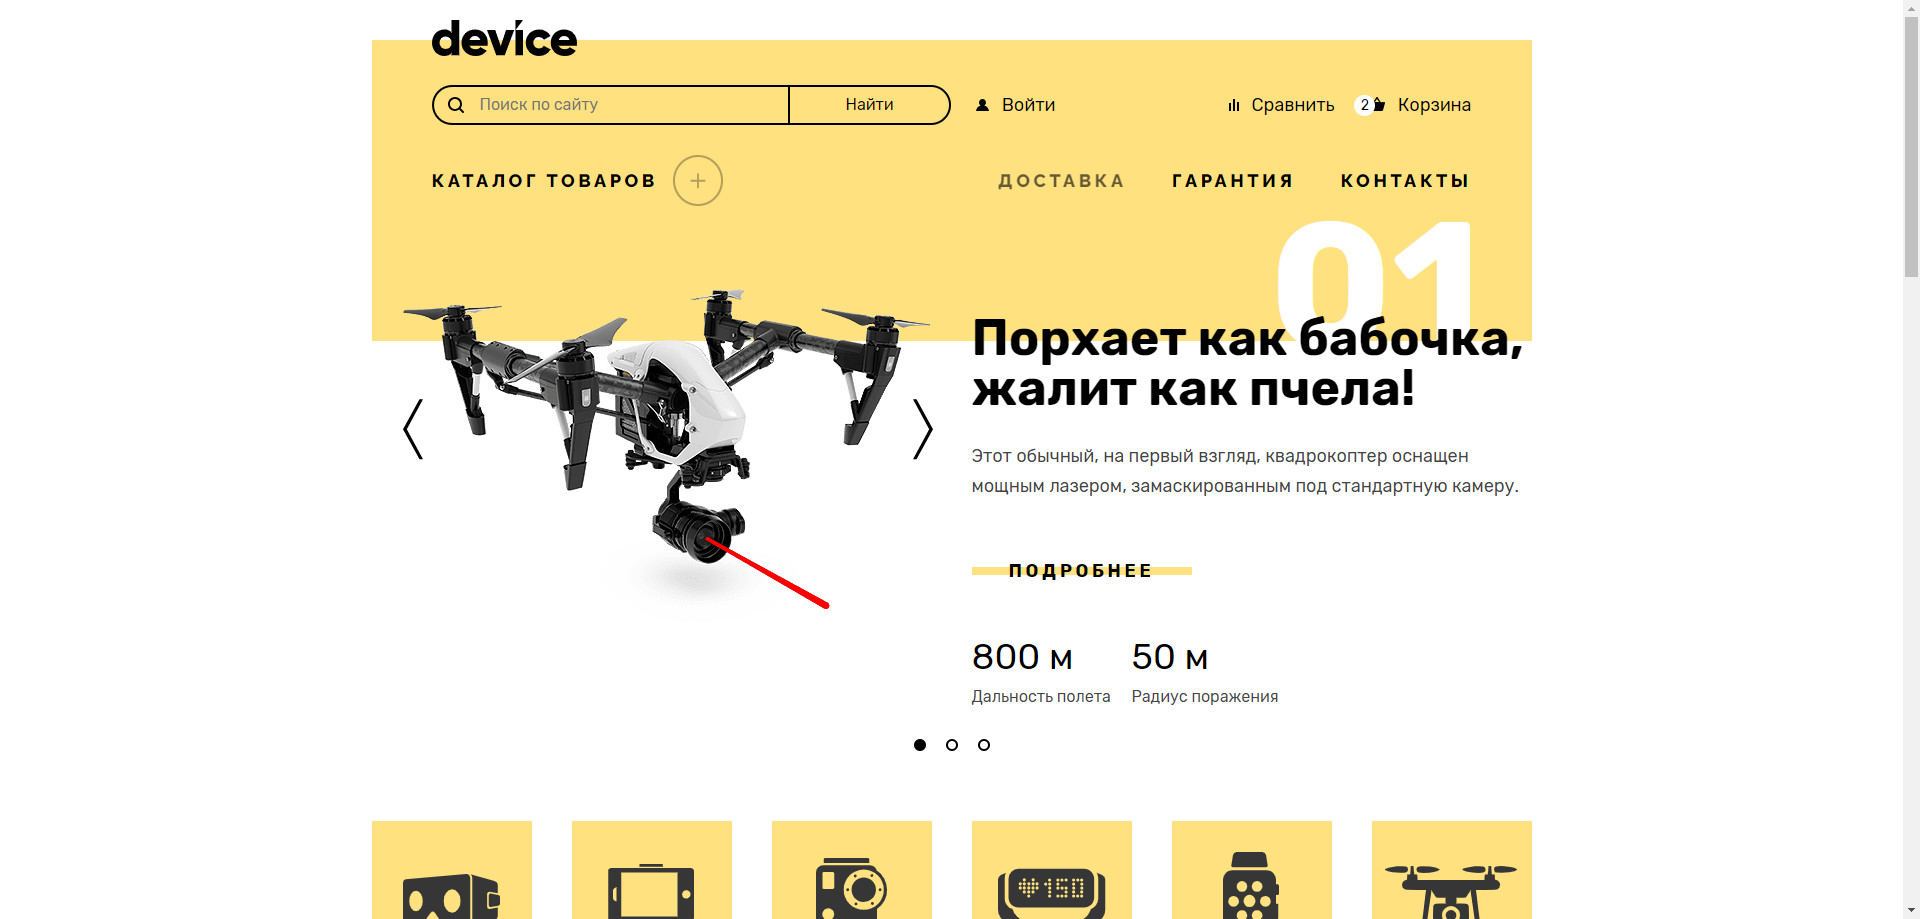 device
Поиск по сайту
Найти
Войти
Сравнить
2
Корзина
КАТАЛОГ ТОВАРОВ
ДОСТАВКА
ГАРАНТИЯ
КОНТАКТЫ
01
Порхает как бабочка,
жалит как пчела!
Этот обычный, на первый взгляд, квадрокоптер оснащен
мощным лазером, замаскированным под стандартную камеру.
ПОДРОБНЕЕ
800 м
50 м
Дальность полета
Радиус поражения
150